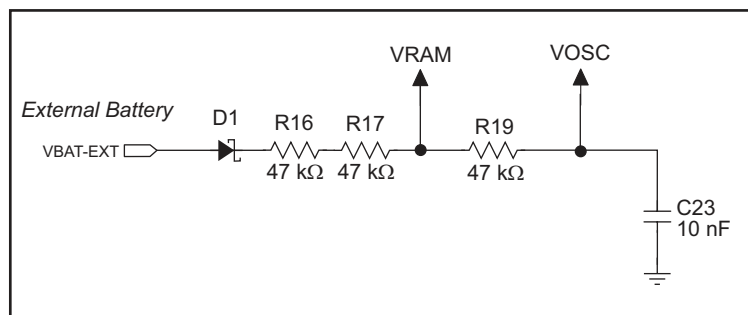 VRAM
VOSC
External Battery
D1
R16
R17
R19
VBAT-EXT
47 kΩ
47 kΩ
47 kΩ
C23
10 nF